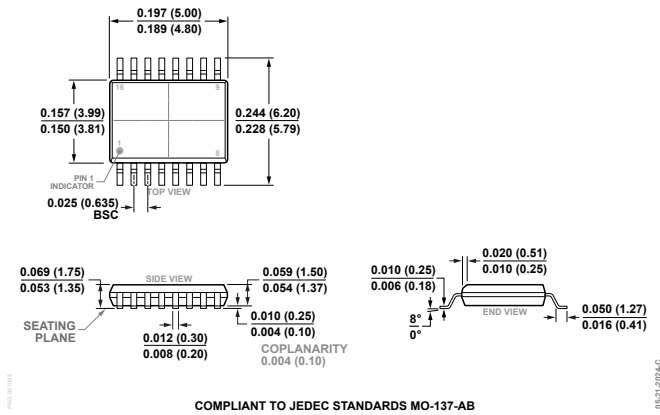 0.197 (5.00)
0.189 (4.80)
16
9
0.157 (3.99)
0.150 (3.81)
0.244 (6.20)
0.228 (5.79)
1
8
PIN 1
INDICATOR
TOP VIEW
0.025 (0.635)
BSC
0.069 (1.75)
0.053 (1.35)
SIDE VIEW
0.059 (1.50)
0.054 (1.37)
0.010 (0.25)
0.004 (0.10)
SEATING
PLANE
0.012 (0.30)
0.008 (0.20)
COPLANARITY
0.004 (0.10)
0.020 (0.51)
0.010 (0.25)
0.010 (0.25)
0.006 (0.18)
END VIEW
8°
0°
0.050 (1.27)
0.016 (0.41)
COMPLIANT TO JEDEC STANDARDS MO-137-AB
05-21-2024-C